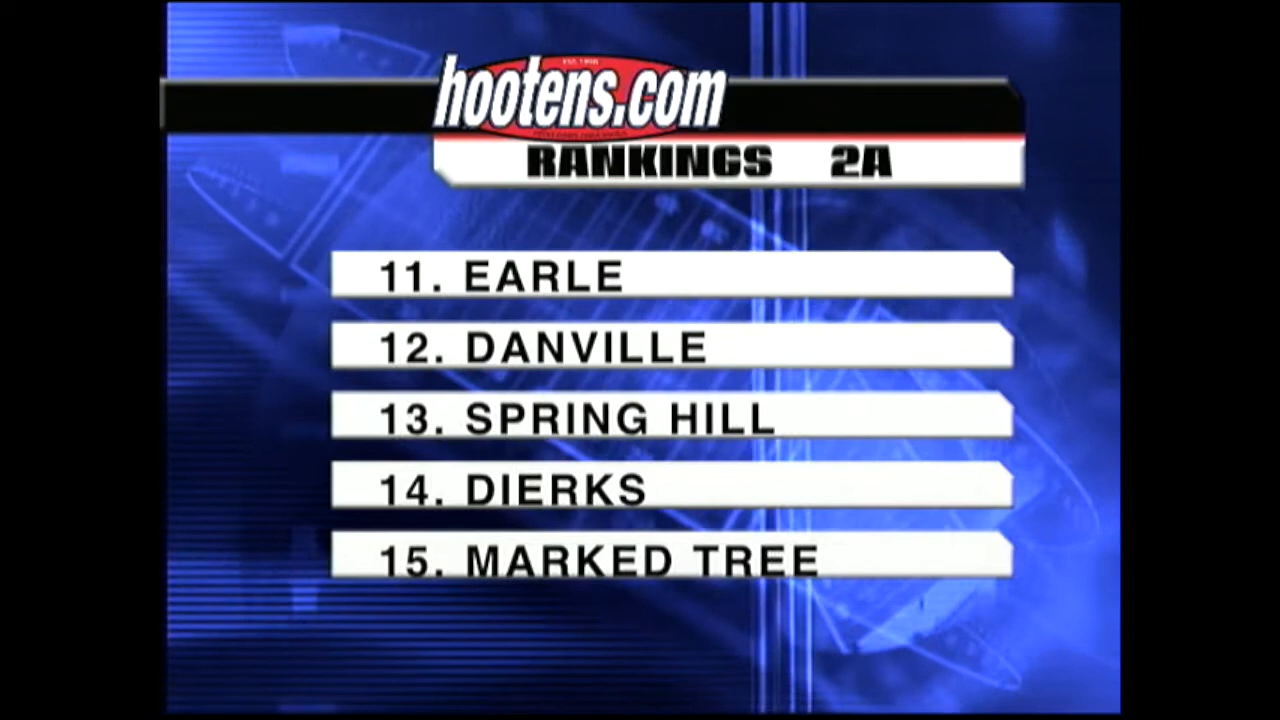 hootens.com
RANKINGS 2A
11. EARLE
12. DANVILLE
13. SPRING HILL
14. DIERKS
15. MARKED TREE